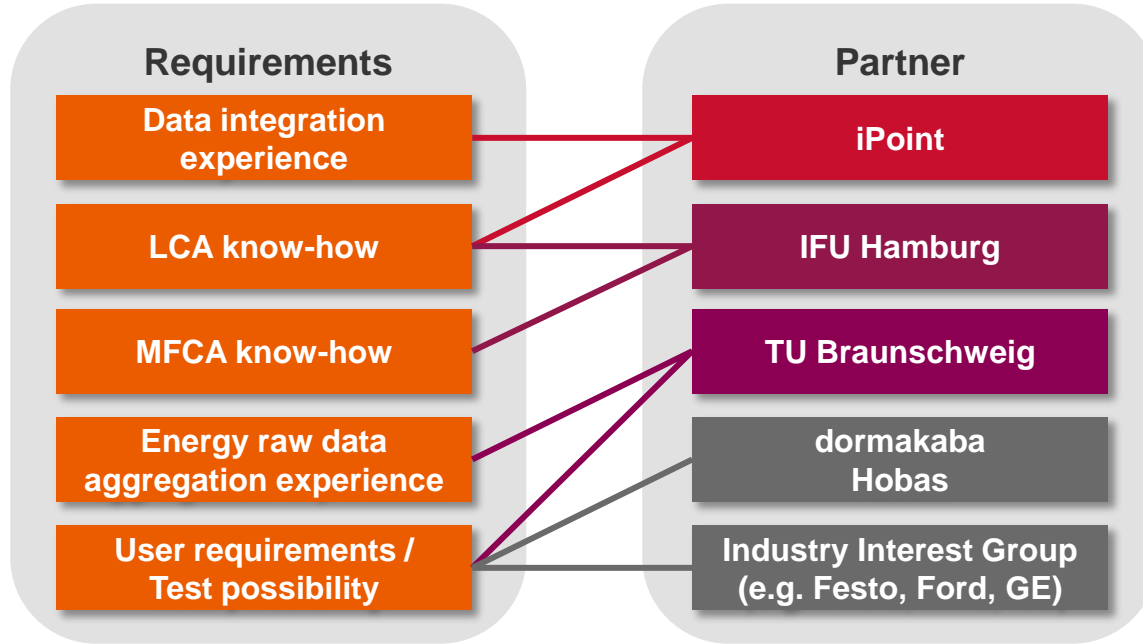 Requirements
Data integration
experience
LCA know-how
MFCA know-how
Energy raw data
aggregation experience
User requirements /
Test possibility
Partner
iPoint
IFU Hamburg
TU Braunschweig
dormakaba
Hobas
Industry Interest Group
(e.g. Festo, Ford, GE)